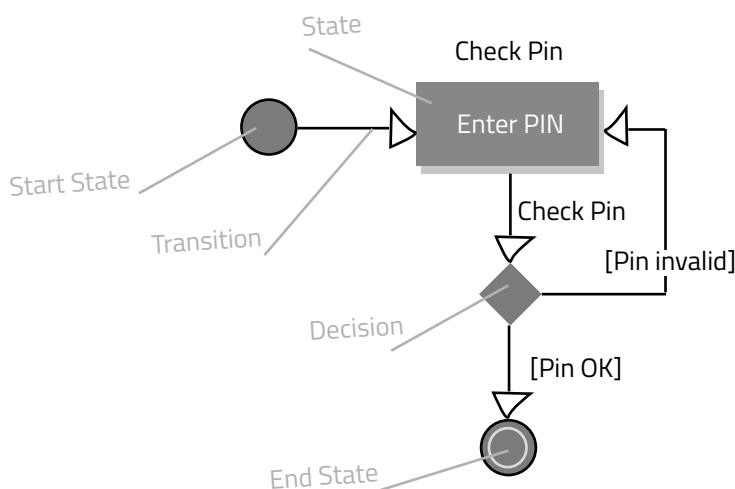 State
Check Pin
Enter PIN
Start State
Check Pin
Transition
[Pin invalid]
Decision
[Pin OK]
End State